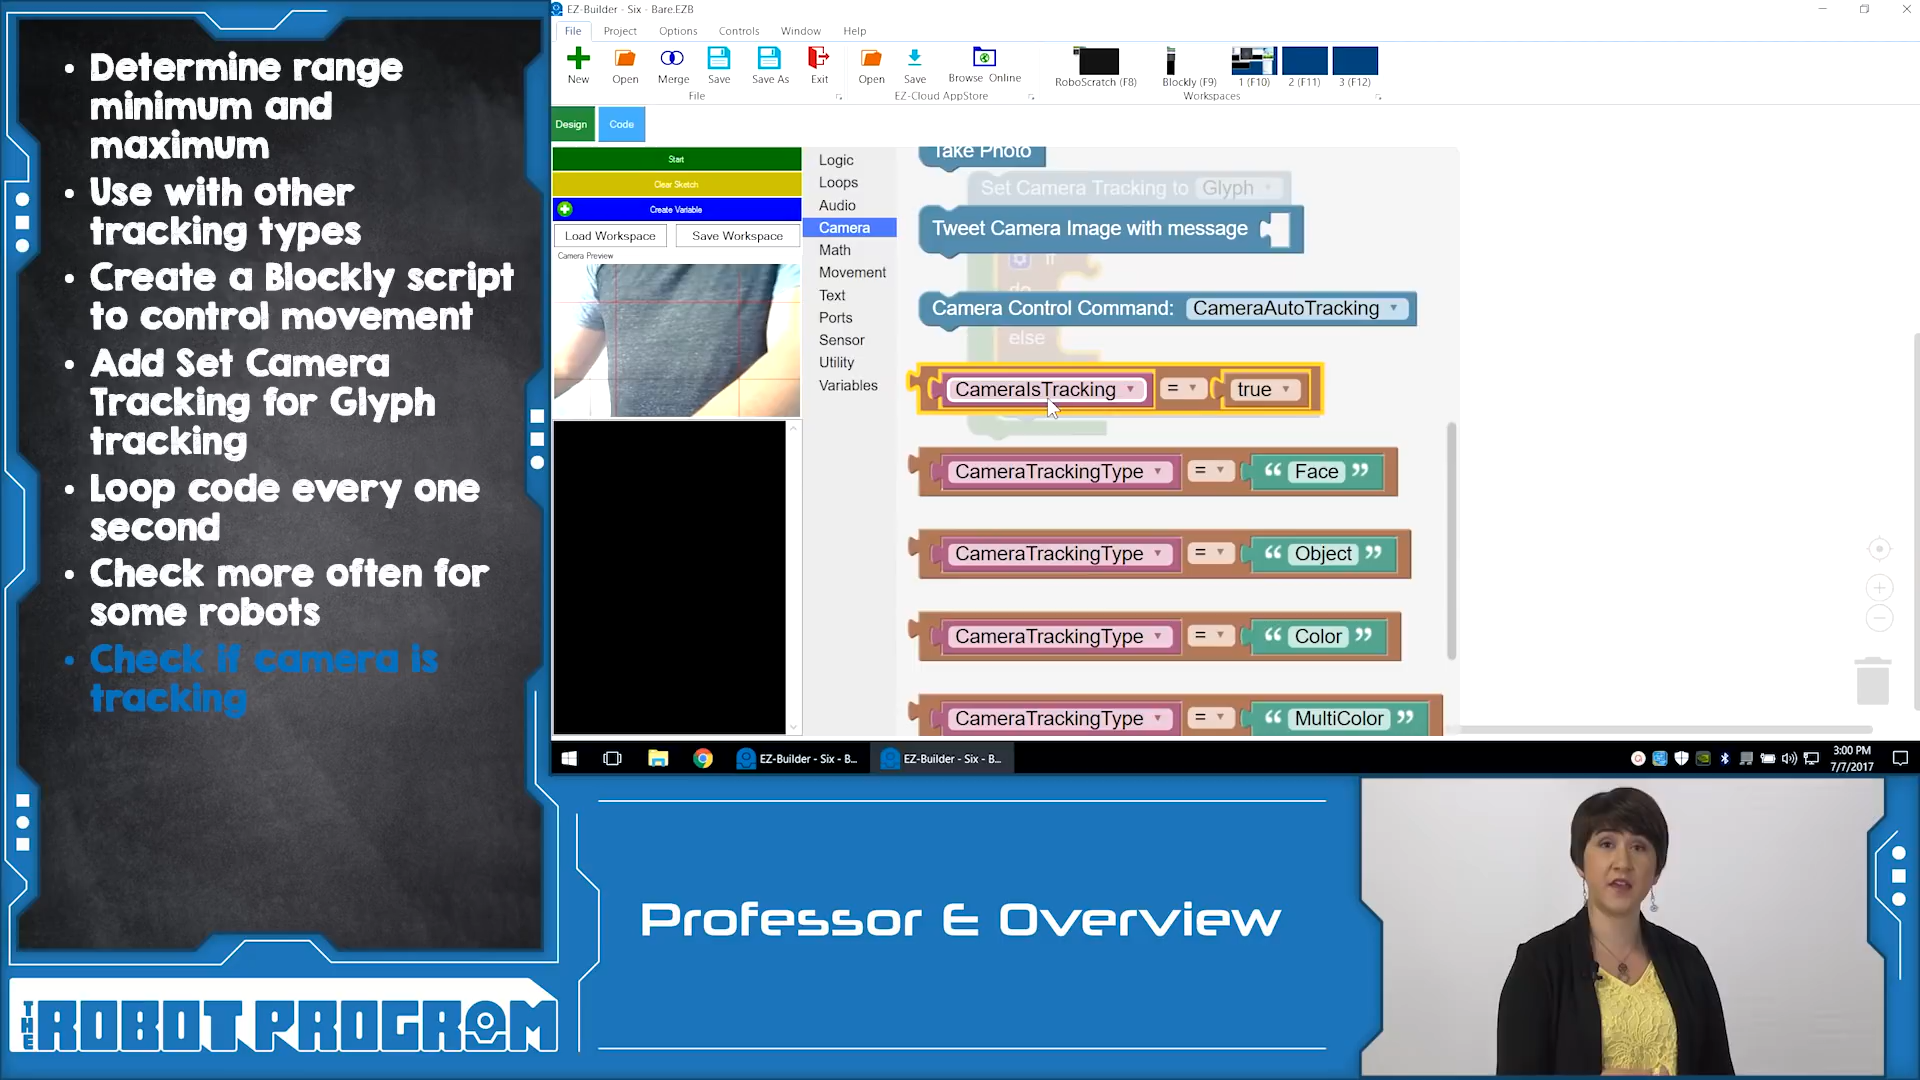 • Determine range
minimum and
maximum
• Use with other
tracking types
• Create a Blockly script
to control movement
• Add Set Camera
Tracking for Glyph
tracking
• Loop code every one
second
• Check more often for
some robots
• Check if camera is
tracking
THE ROBOT PROGRAM
EZ-Builder - Six - Bare.EZB
File Project Options Controls Window Help
New Open Merge Save Save As Exit Open Save Browse Online RoboScratch (F8) Blockly (F9) 1 (F10) 2 (F11) 3 (F12)
File EZ-Cloud AppStore Workspaces
Design Code
Start
Clear Sketch
Create Variable
Load Workspace Save Workspace
Camera Preview
Logic
Loops
Audio
Camera
Math
Movement
Text
Ports
Sensor
Utility
Variables
Take Photo
Set Camera Tracking to Glyph
Tweet Camera Image with message
if
do
Camera Control Command: CameraAutoTracking
else
CameraIsTracking = true
CameraTrackingType = “ Face ”
CameraTrackingType = “ Object ”
CameraTrackingType = “ Color ”
CameraTrackingType = “ MultiColor ”
EZ-Builder - Six - B... EZ-Builder - Six - B...
3:00 PM
7/7/2017
Professor E Overview